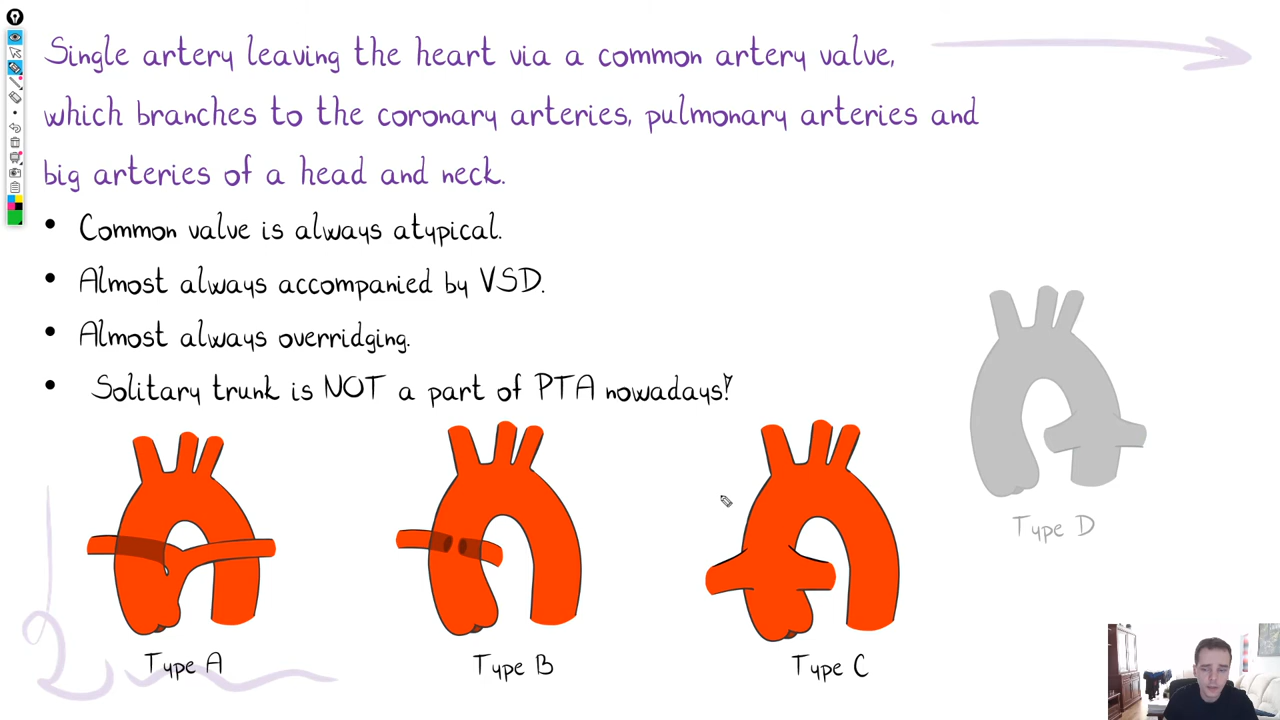 Single artery leaving the heart via a common artery valve,
which branches to the coronary arteries, pulmonary arteries and
big arteries of a head and neck.
• Common valve is always atypical.
• Almost always accompanied by VSD.
• Almost always overridging.
• Solitary trunk is NOT a part of PTA nowadays!
Type D
Type A
Type B
Type C